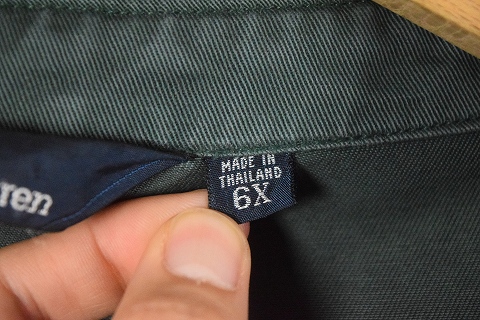 ren
MADE IN
THAILAND
6X